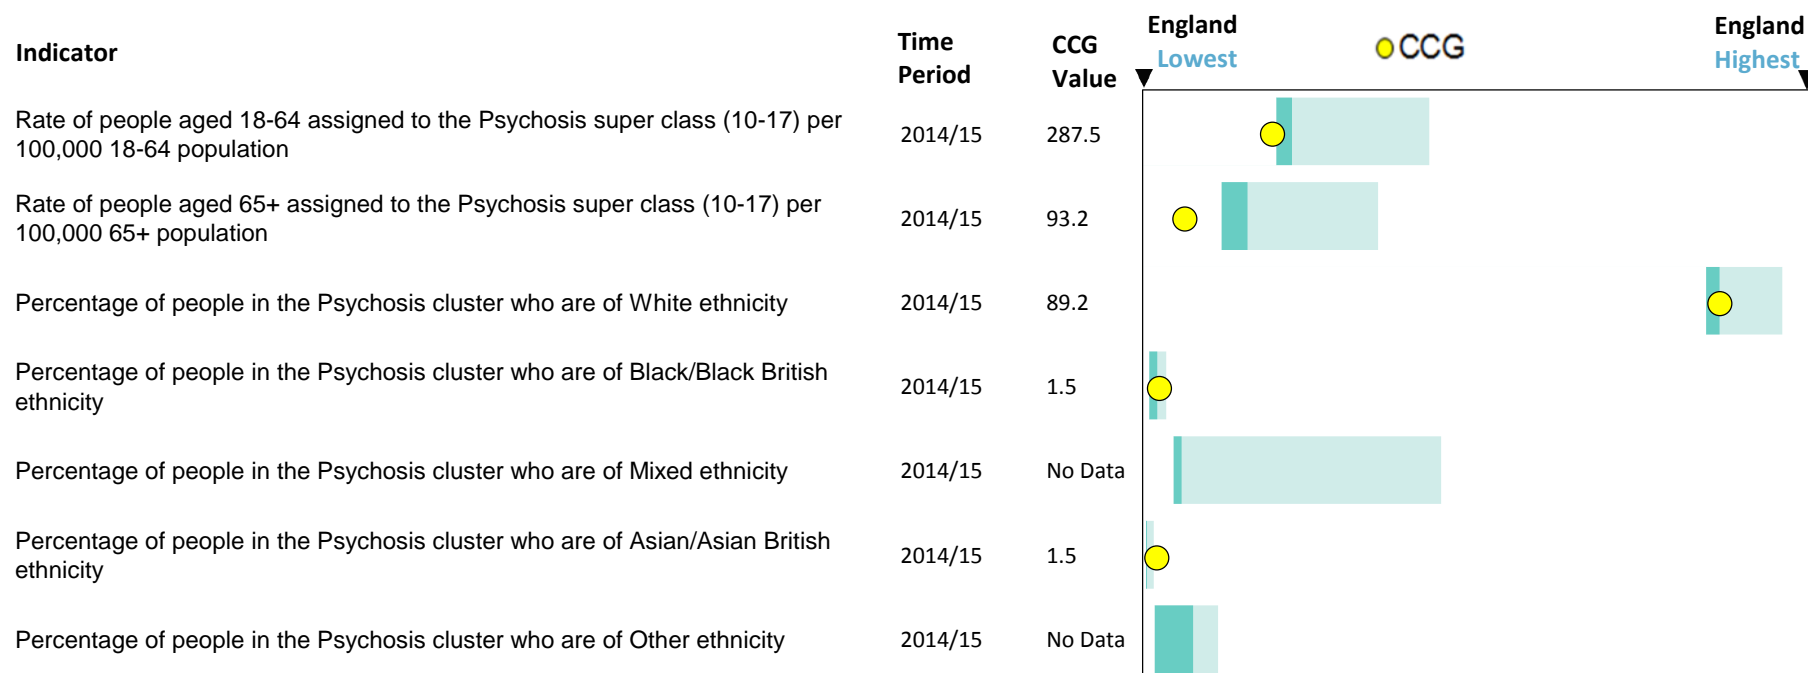 Indicator
Time
Period
CCG
Value
England
Lowest
CCG
England
Highest
Rate of people aged 18-64 assigned to the Psychosis super class (10-17) per
100,000 18-64 population
2014/15
287.5
Rate of people aged 65+ assigned to the Psychosis super class (10-17) per
100,000 65+ population
2014/15
93.2
Percentage of people in the Psychosis cluster who are of White ethnicity
2014/15
89.2
Percentage of people in the Psychosis cluster who are of Black/Black British
ethnicity
2014/15
1.5
Percentage of people in the Psychosis cluster who are of Mixed ethnicity
2014/15
No Data
Percentage of people in the Psychosis cluster who are of Asian/Asian British
ethnicity
2014/15
1.5
Percentage of people in the Psychosis cluster who are of Other ethnicity
2014/15
No Data